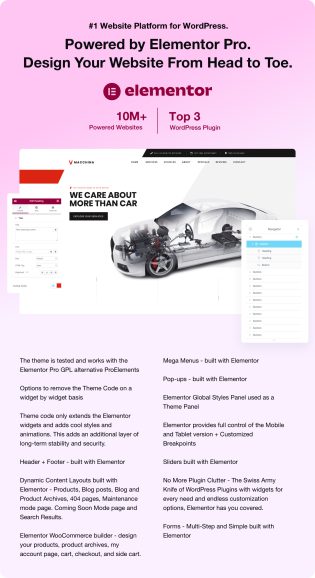 #1 Website Platform for WordPress.
Powered by Elementor Pro.
Design Your Website From Head to Toe.
elementor
10M+
Powered Websites
Top 3
WordPress Plugin
HOME
SERVICES
ABOUT
CONTACT
WE CARE ABOUT
MORE THAN CAR
Navigator
The theme is tested and works with the
Elementor Pro GPL alternative ProElements
Options to remove the Theme Code on a
widget by widget basis
Theme code only extends the Elementor
widgets and adds cool styles and
animations. This adds an additional layer of
long-term stability and security.
Header + Footer - built with Elementor
Dynamic Content Layouts built with
Elementor - Products, Blog posts, Blog and
Product Archives, 404 pages, Maintenance
mode page. Coming Soon Mode page and
Search Results.
Elementor WooCommerce builder - design
your products, product archives, my
account page, cart, checkout, and side cart.
Mega Menus - built with Elementor
Pop-ups - built with Elementor
Elementor Global Styles Panel used as a
Theme Panel
Elementor provides full control of the Mobile
and Tablet version + Customized
Breakpoints
Sliders built with Elementor
No More Plugin Clutter - The Swiss Army
Knife of WordPress Plugins with widgets for
every need and endless customization
options, Elementor has you covered.
Forms - Multi-Step and Simple built with
Elementor